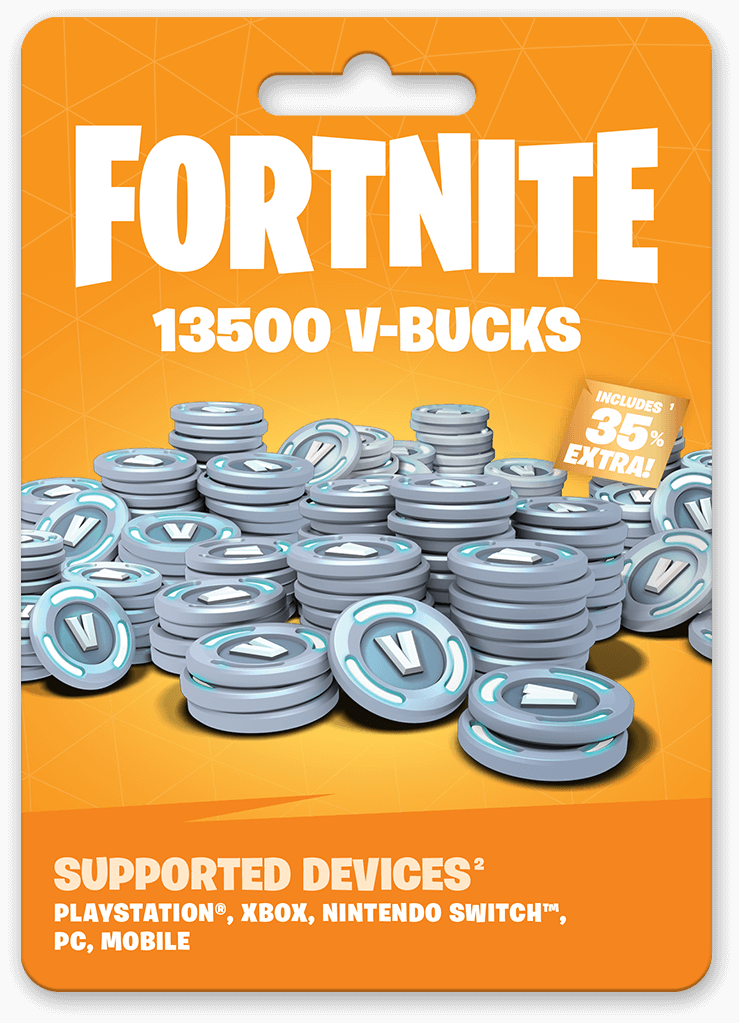 FORTNITE
13500 V-BUCKS
INCLUDES ¹
35%
EXTRA!
SUPPORTED DEVICES²
PLAYSTATION®, XBOX, NINTENDO SWITCH™,
PC, MOBILE